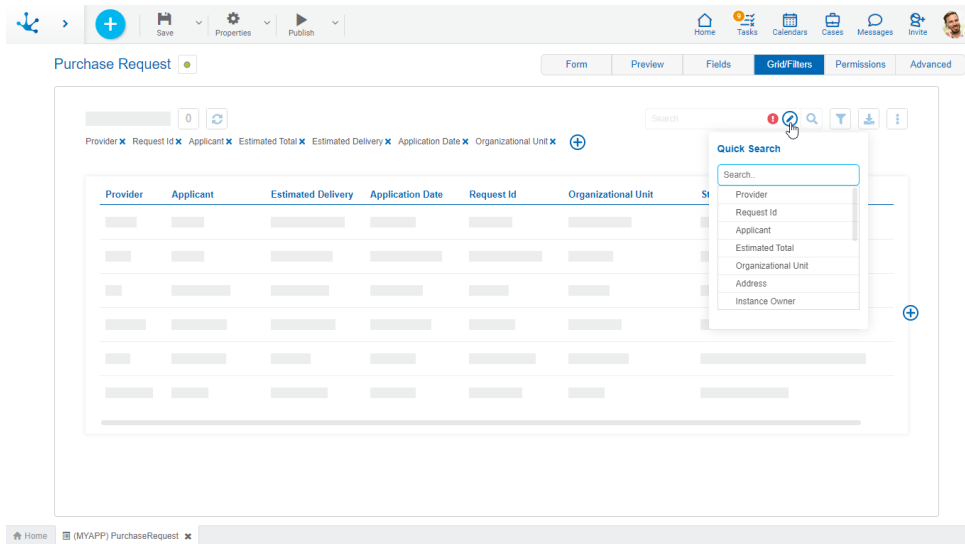 Save
Properties
Publish
Home
9
Tasks
Calendars
Cases
Messages
Invite
Purchase Request
Form
Preview
Fields
Grid/Filters
Permissions
Advanced
0
Search
Provider Request Id Applicant Estimated Total Estimated Delivery Application Date Organizational Unit
Quick Search
Search..
Provider
Request Id
Applicant
Estimated Total
Organizational Unit
Address
Instance Owner
Provider Applicant Estimated Delivery Application Date Request Id Organizational Unit
Home
(MYAPP) PurchaseRequest